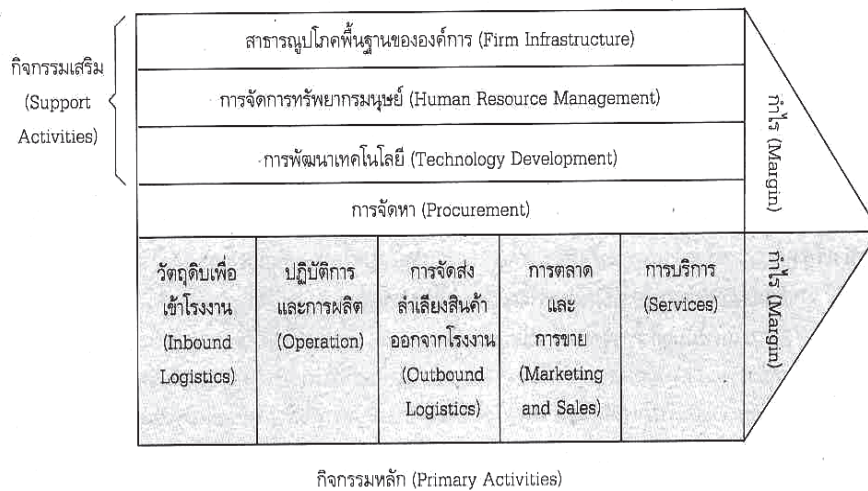 สาธารณูปโภคพื้นฐานขององค์การ (Firm Infrastructure)
กิจกรรมเสริม
(Support
Activities)
การจัดการทรัพยากรมนุษย์ (Human Resource Management)
การพัฒนาเทคโนโลยี (Technology Development)
การจัดหา (Procurement)
กำไร (Margin)
วัตถุดิบเพื่อ
เข้าโรงงาน
(Inbound
Logistics)
ปฏิบัติการ
และการผลิต
(Operation)
การจัดส่ง
ลำเลียงสินค้า
ออกจากโรงงาน
(Outbound
Logistics)
การตลาด
และ
การขาย
(Marketing
and Sales)
การบริการ
(Services)
กำไร (Margin)
กิจกรรมหลัก (Primary Activities)